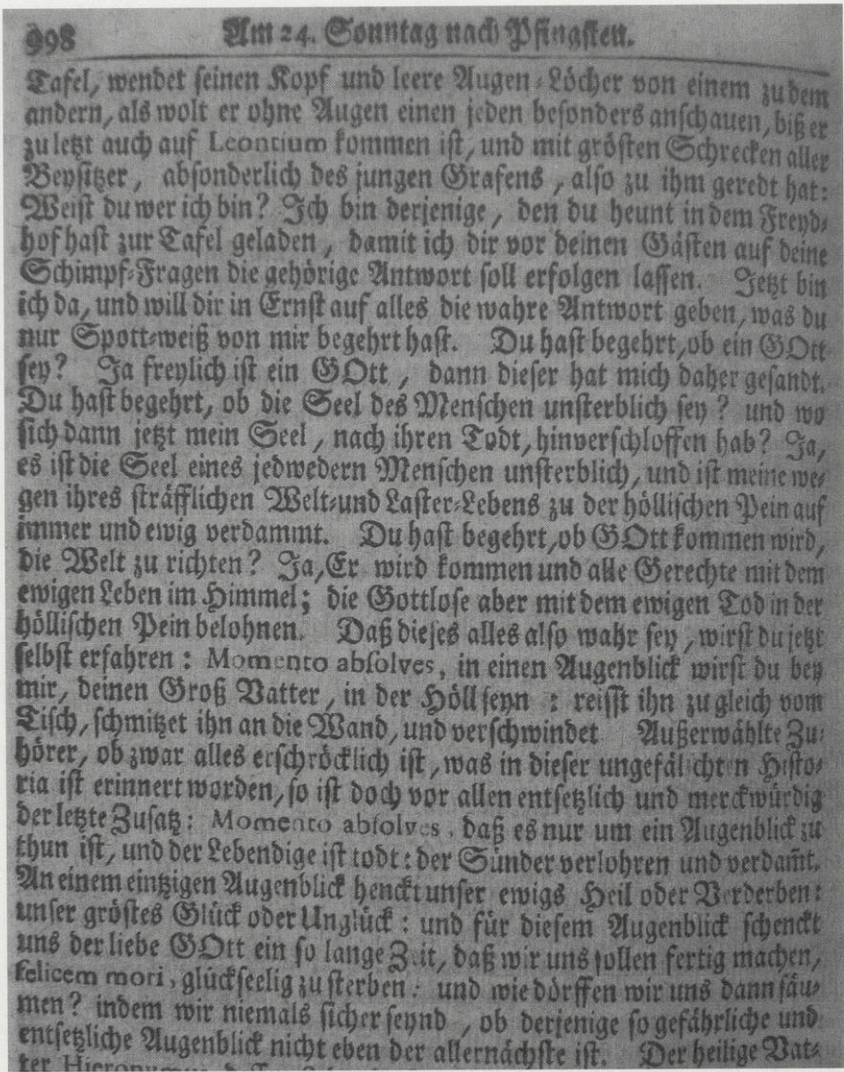 998 Am 24. Sonntag nach Pfingsten.
Tafel, wendet seinen Kopf und leere Augen-Löcher von einem zu dem
andern, als wolt er ohne Augen einen jeden besonders anschauen, biß er
zu letzt auch auf Leontium kommen ist, und mit grösten Schrecken aller
Beysitzer, absonderlich des jungen Grafens, also zu ihm geredt hat:
Weist du wer ich bin? Ich bin derjenige, den du heunt in dem Freyd-
hof hast zur Tafel geladen, damit ich dir vor deinen Gästen auf deine
Schimpf-Fragen die gehörige Antwort soll erfolgen lassen. Jetzt bin
ich da, und will dir in Ernst auf alles die wahre Antwort geben, was du
nur Spott-weiß von mir begehrt hast. Du hast begehrt, ob ein GOtt
sey? Ja freylich ist ein GOtt, dann dieser hat mich daher gesandt.
Du hast begehrt, ob die Seel des Menschen unsterblich sey? und wo
sich dann jetzt mein Seel, nach ihren Todt, hinverschloffen hab? Ja,
es ist die Seel eines jedwedern Menschen unsterblich, und ist meine we-
gen ihres sträfflichen Welt-und Laster-Lebens zu der höllischen Pein auf
immer und ewig verdammt. Du hast begehrt, ob GOtt kommen wird,
die Welt zu richten? Ja, Er wird kommen und alle Gerechte mit dem
ewigen Leben im Himmel; die Gottlose aber mit dem ewigen Tod in der
höllischen Pein belohnen. Daß dieses alles also wahr sey, wirst du jetzt
selbst erfahren: Momento absolves, in einen Augenblick wirst du bey
mir, deinen Groß Vatter, in der Höll seyn: reisst ihn zugleich vom
Tisch, schmitzet ihn an die Wand, und verschwindet Außerwählte Zu-
hörer, ob zwar alles erschröcklich ist, was in dieser ungefälschten Histo-
ria ist erinnert worden, so ist doch vor allen entsetzlich und merckwürdig
der letzte Zusatz: Momento absolves, daß es nur um ein Augenblick zu
thun ist, und der Lebendige ist todt: der Sünder verlohren und verdam̃t.
An einem eintzigen Augenblick henckt unser ewigs Heil oder Verderben:
unser gröstes Glück oder Unglück: und für diesem Augenblick schenckt
uns der liebe GOtt ein so lange Zeit, daß wir uns sollen fertig machen,
felicem mori, glückseelig zu sterben: und wie dörffen wir uns dann säu-
men? indem wir niemals sicher seynd, ob derjenige so gefährliche und
entsetzliche Augenblick nicht eben der allernächste ist. Der heilige Vat-
ter Hieronymus